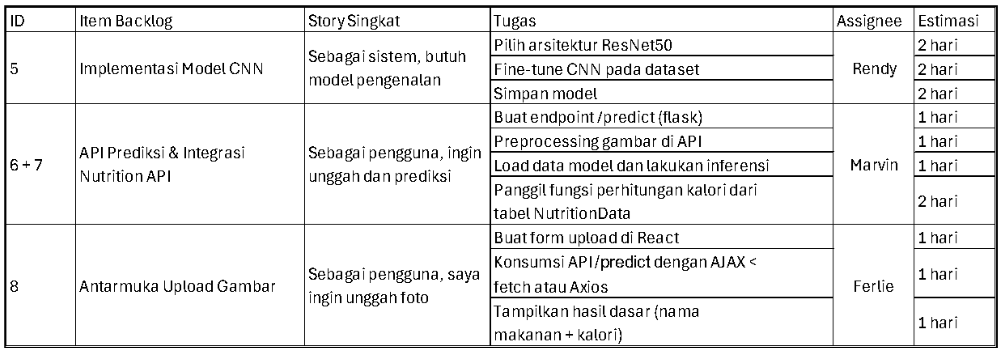 ID Item Backlog Story Singkat Tugas Assignee Estimasi
5 Implementasi Model CNN Sebagai sistem, butuh
model pengenalan Pilih arsitektur ResNet50 Rendy 2 hari
Fine-tune CNN pada dataset 2 hari
Simpan model 2 hari
6 + 7 API Prediksi & Integrasi
Nutrition API Sebagai pengguna, ingin
unggah dan prediksi Buat endpoint /predict (flask) Marvin 1 hari
Preprocessing gambar di API 1 hari
Load data model dan lakukan inferensi 1 hari
Panggil fungsi perhitungan kalori dari
tabel NutritionData 2 hari
8 Antarmuka Upload Gambar Sebagai pengguna, saya
ingin unggah foto Buat form upload di React Ferlie 1 hari
Konsumsi API/predict dengan AJAX <
fetch atau Axios 1 hari
Tampilkan hasil dasar (nama
makanan + kalori) 1 hari